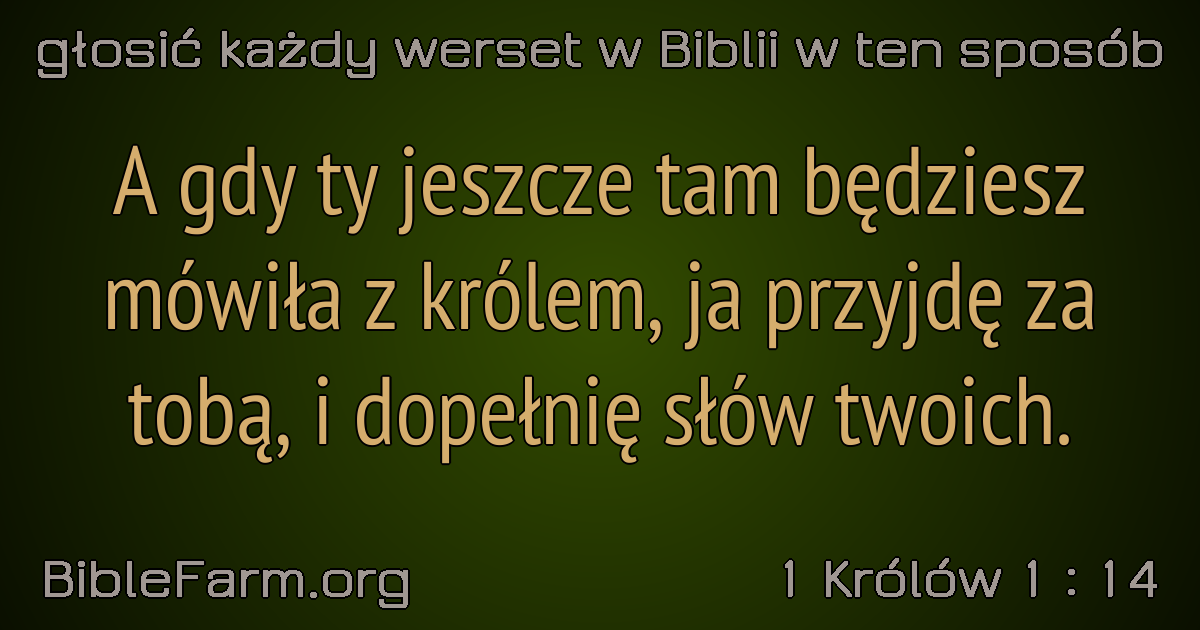 głosić każdy werset w Biblii w ten sposób
A gdy ty jeszcze tam będziesz
mówiła z królem, ja przyjdę za
tobą, i dopełnię słów twoich.
BibleFarm.org
1 Królów 1 : 14